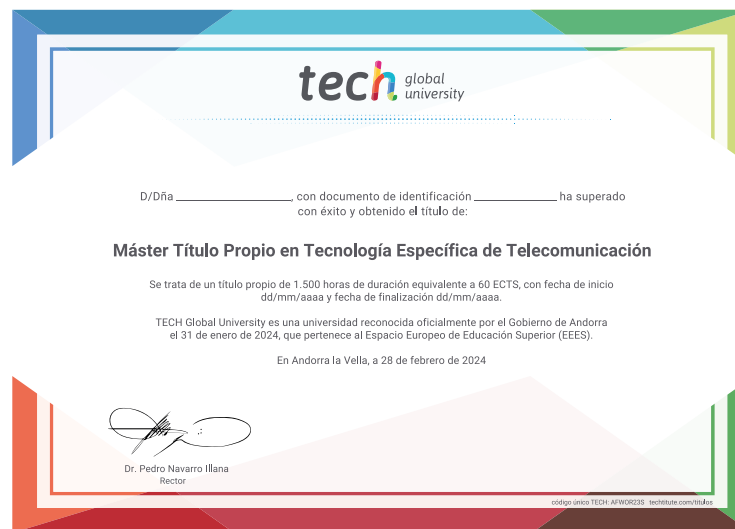 tech global university
D/Dña ____________, con documento de identificación ____________ ha superado
con éxito y obtenido el título de:
Máster Título Propio en Tecnología Específica de Telecomunicación
Se trata de un título propio de 1.500 horas de duración equivalente a 60 ECTS, con fecha de inicio
dd/mm/aaaa y fecha de finalización dd/mm/aaaa.
TECH Global University es una universidad reconocida oficialmente por el Gobierno de Andorra
el 31 de enero de 2024, que pertenece al Espacio Europeo de Educación Superior (EEES).
En Andorra la Vella, a 28 de febrero de 2024
Dr. Pedro Navarro Illana
Rector
código único TECH: AFWOR23S techtitute.com/titulos